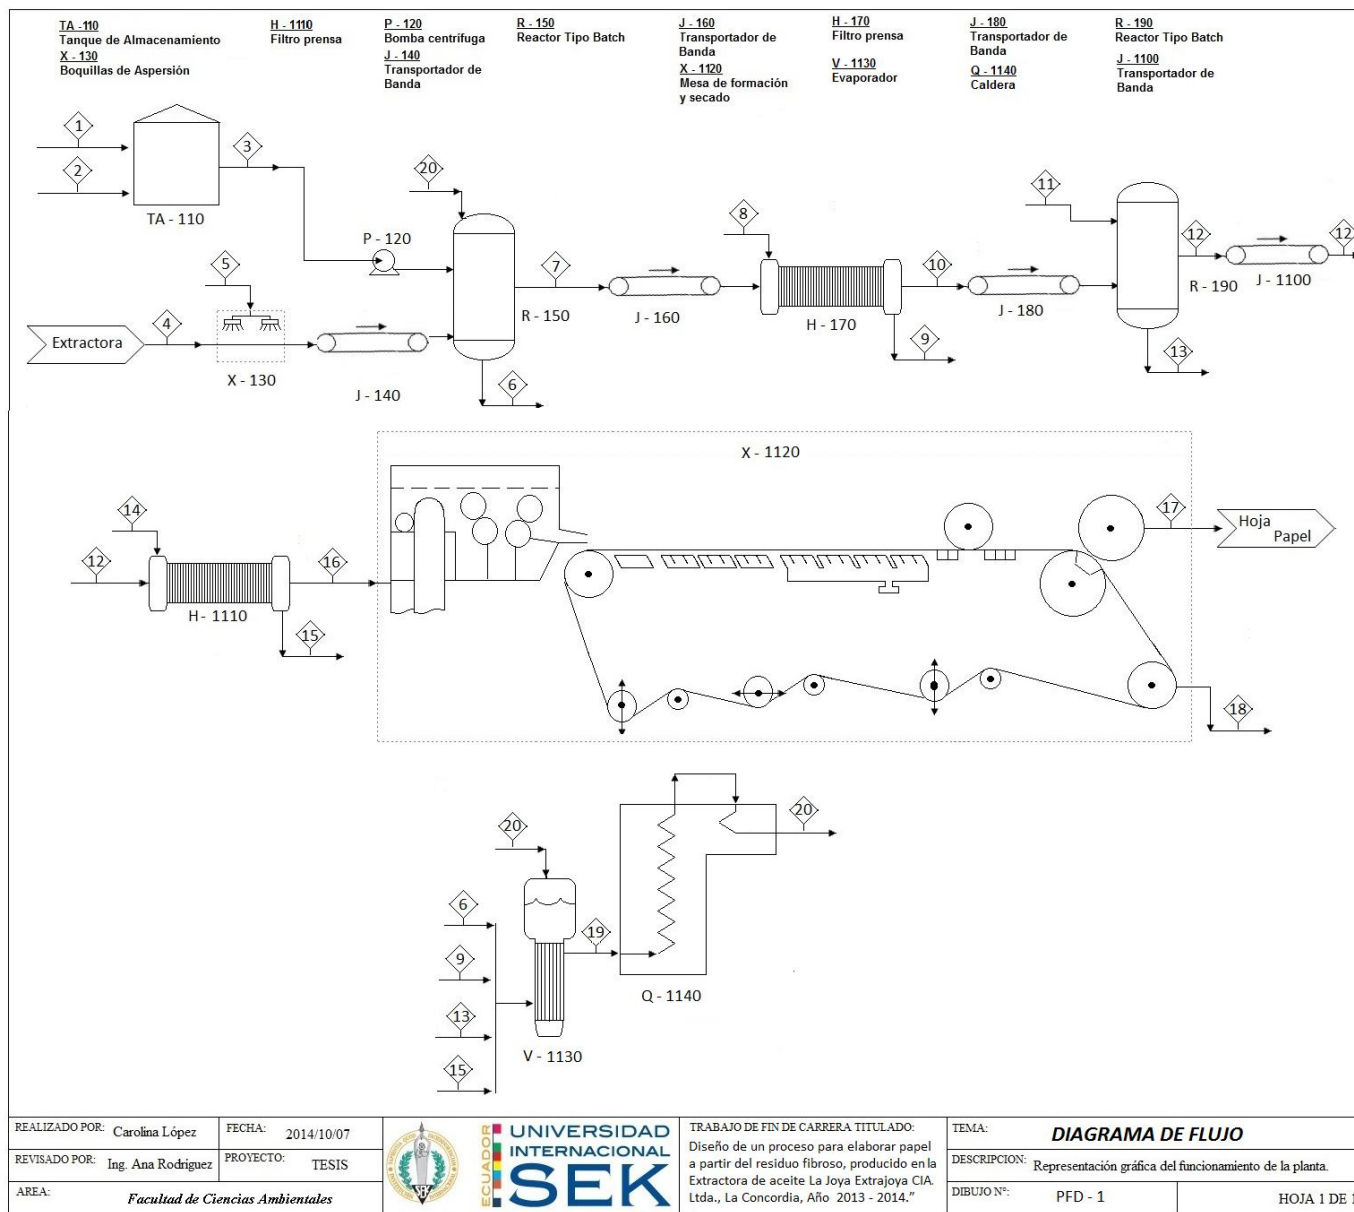 TA -110
Tanque de Almacenamiento
X - 130
Boquillas de Aspersión
H - 1110
Filtro prensa
P - 120
Bomba centrífuga
J - 140
Transportador de
Banda
R - 150
Reactor Tipo Batch
J - 160
Transportador de
Banda
X - 1120
Mesa de formación
y secado
H - 170
Filtro prensa
V - 1130
Evaporador
J - 180
Transportador de
Banda
Q - 1140
Caldera
R - 190
Reactor Tipo Batch
J - 1100
Transportador de
Banda
1
2
3
TA - 110
20
P - 120
5
4
Extractora
X - 130
J - 140
R - 150
6
7
J - 160
8
H - 170
9
10
J - 180
11
12
R - 190
J - 1100
12
13
X - 1120
14
12
H - 1110
15
16
17
Hoja
Papel
18
20
6
9
13
15
V - 1130
19
20
Q - 1140
REALIZADO POR: Carolina López
FECHA: 2014/10/07
REVISADO POR: Ing. Ana Rodriguez
PROYECTO: TESIS
AREA: Facultad de Ciencias Ambientales
SEK
ECUADOR
UNIVERSIDAD
INTERNACIONAL
SEK
TRABAJO DE FIN DE CARRERA TITULADO:
Diseño de un proceso para elaborar papel
a partir del residuo fibroso, producido en la
Extractora de aceite La Joya Extrajoya CIA.
Ltda., La Concordia, Año 2013 - 2014.”
TEMA: DIAGRAMA DE FLUJO
DESCRIPCION: Representación gráfica del funcionamiento de la planta.
DIBUJO Nº: PFD - 1
HOJA 1 DE 1